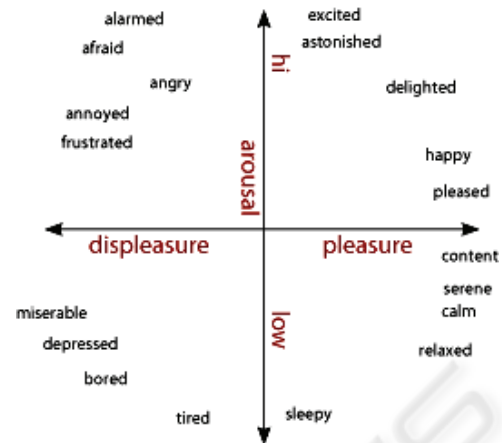 alarmed
excited
afraid
astonished
hi
angry
delighted
annoyed
frustrated
happy
arousal
pleased
displeasure
pleasure
content
serene
miserable
calm
low
depressed
relaxed
bored
tired
sleepy